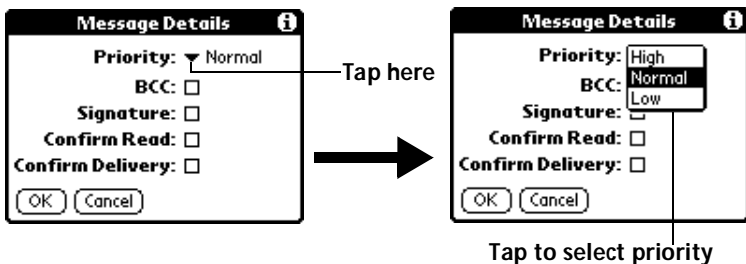 Message Details
Priority: Normal
BCC:
Signature:
Confirm Read:
Confirm Delivery:
OK Cancel
Tap here
Message Details
Priority: High
Normal
BCC:
Low
Signature:
Confirm Read:
Confirm Delivery:
OK Cancel
Tap to select priority